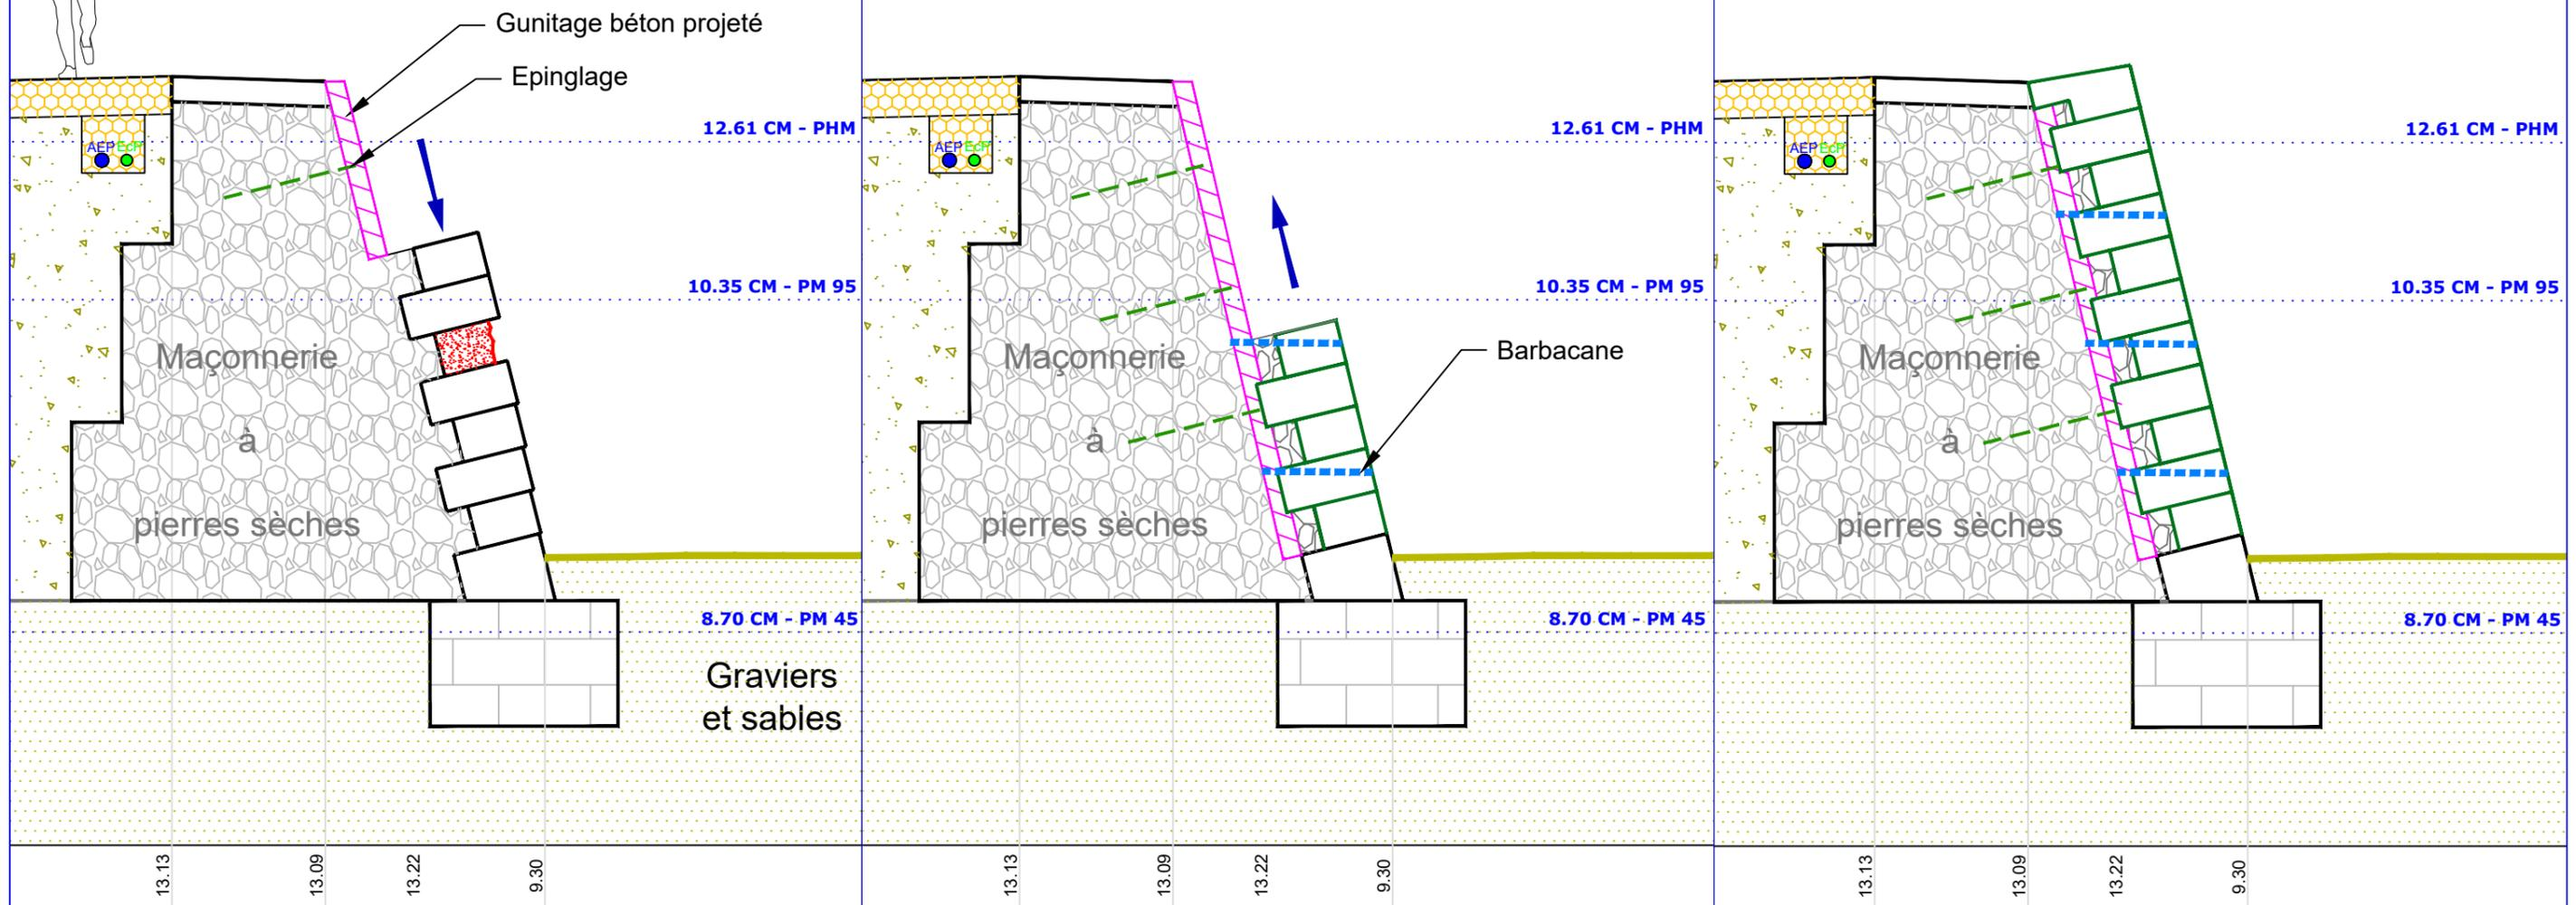 Gunitage béton projeté
Epinglage
12.61 CM - PHM
AEP EcP
10.35 CM - PM 95
Maçonnerie
à
pierres sèches
8.70 CM - PM 45
Graviers
et sables
13.13
13.09
13.22
9.30
12.61 CM - PHM
AEP EcP
10.35 CM - PM 95
Barbacane
Maçonnerie
à
pierres sèches
8.70 CM - PM 45
13.13
13.09
13.22
9.30
12.61 CM - PHM
AEP EcP
10.35 CM - PM 95
Maçonnerie
à
pierres sèches
8.70 CM - PM 45
13.13
13.09
13.22
9.30